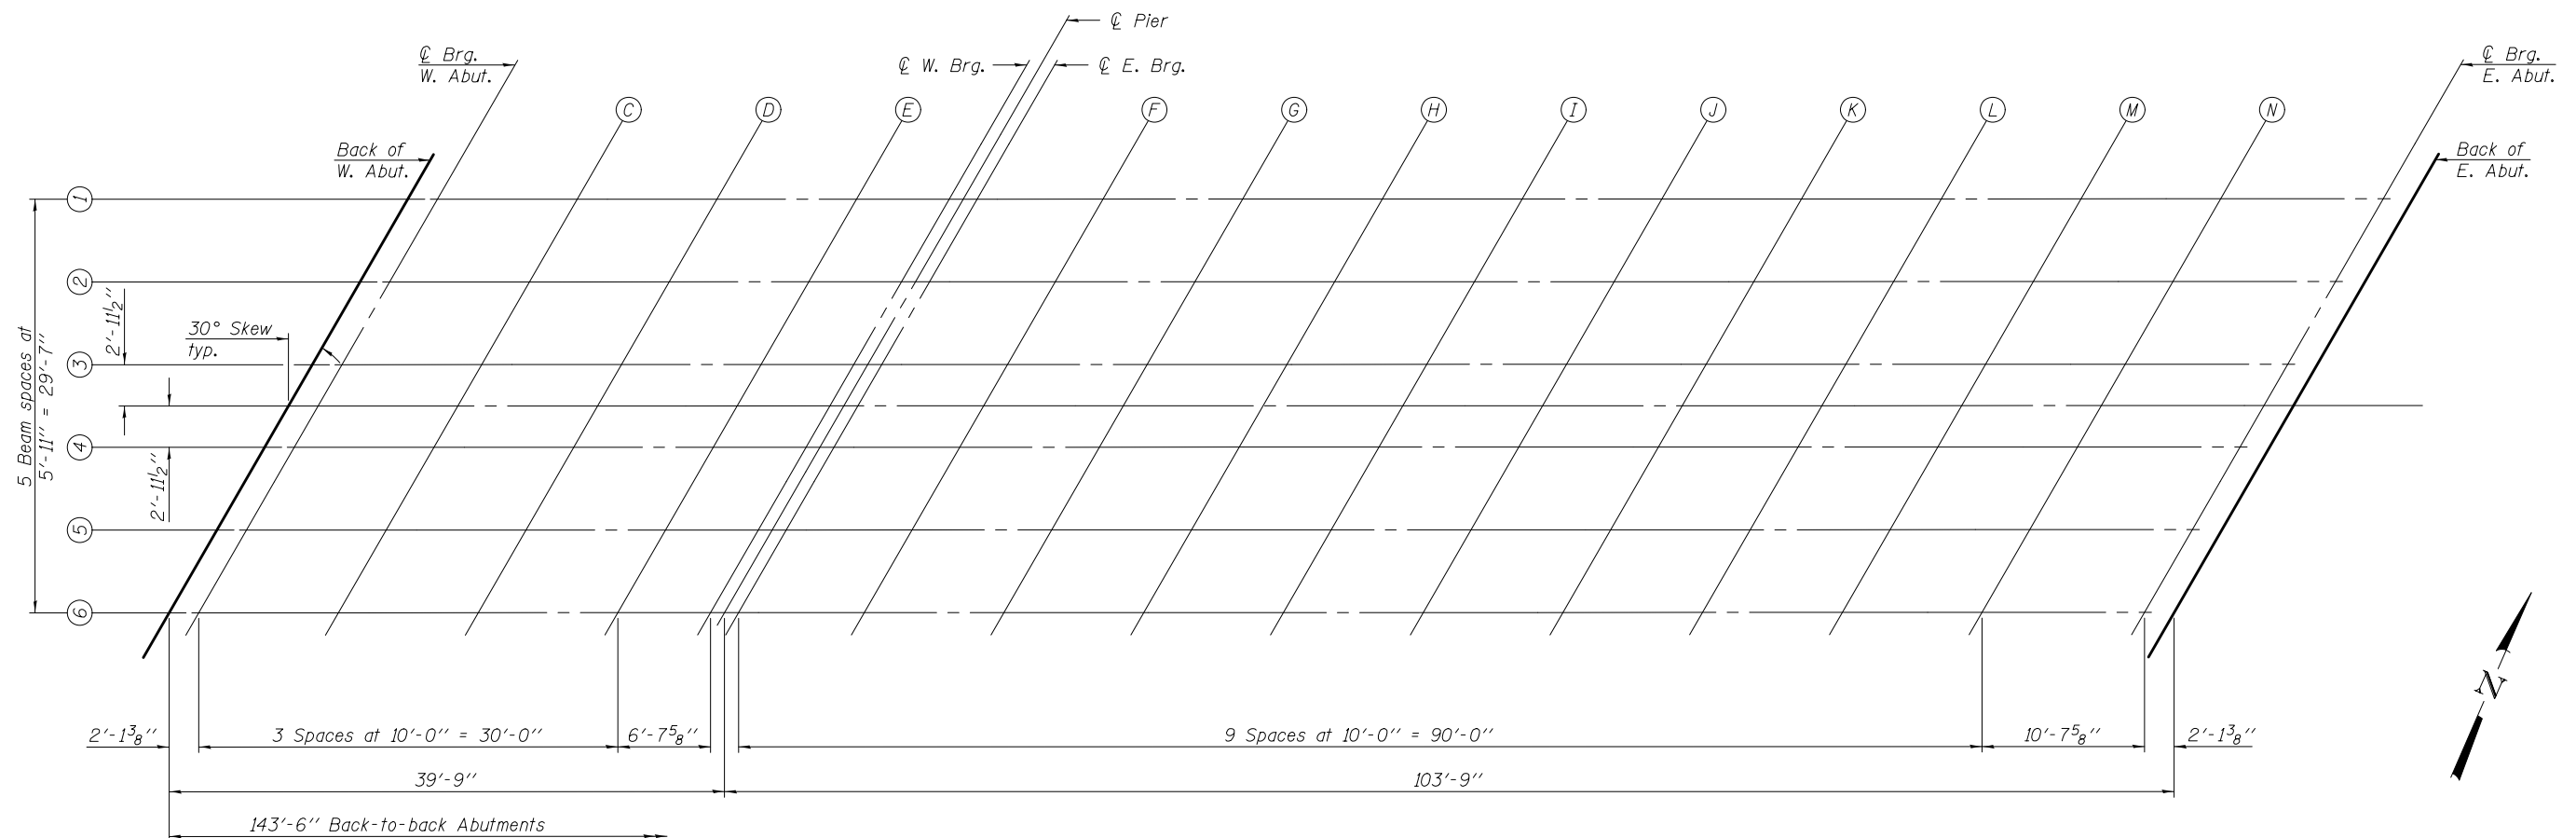 ℄ Pier
℄ Brg.
W. Abut.
℄ W. Brg.
℄ E. Brg.
℄ Brg.
E. Abut.
C
D
E
F
G
H
I
J
K
L
M
N
Back of
W. Abut.
Back of
E. Abut.
1
2
3
4
5
6
5 Beam spaces at
5'-11" = 29'-7"
2'-11½"
30° Skew
typ.
2'-11½"
N
2'-1⅜"
3 Spaces at 10'-0" = 30'-0"
6'-7⅝"
9 Spaces at 10'-0" = 90'-0"
10'-7⅝"
2'-1⅜"
39'-9"
103'-9"
143'-6" Back-to-back Abutments